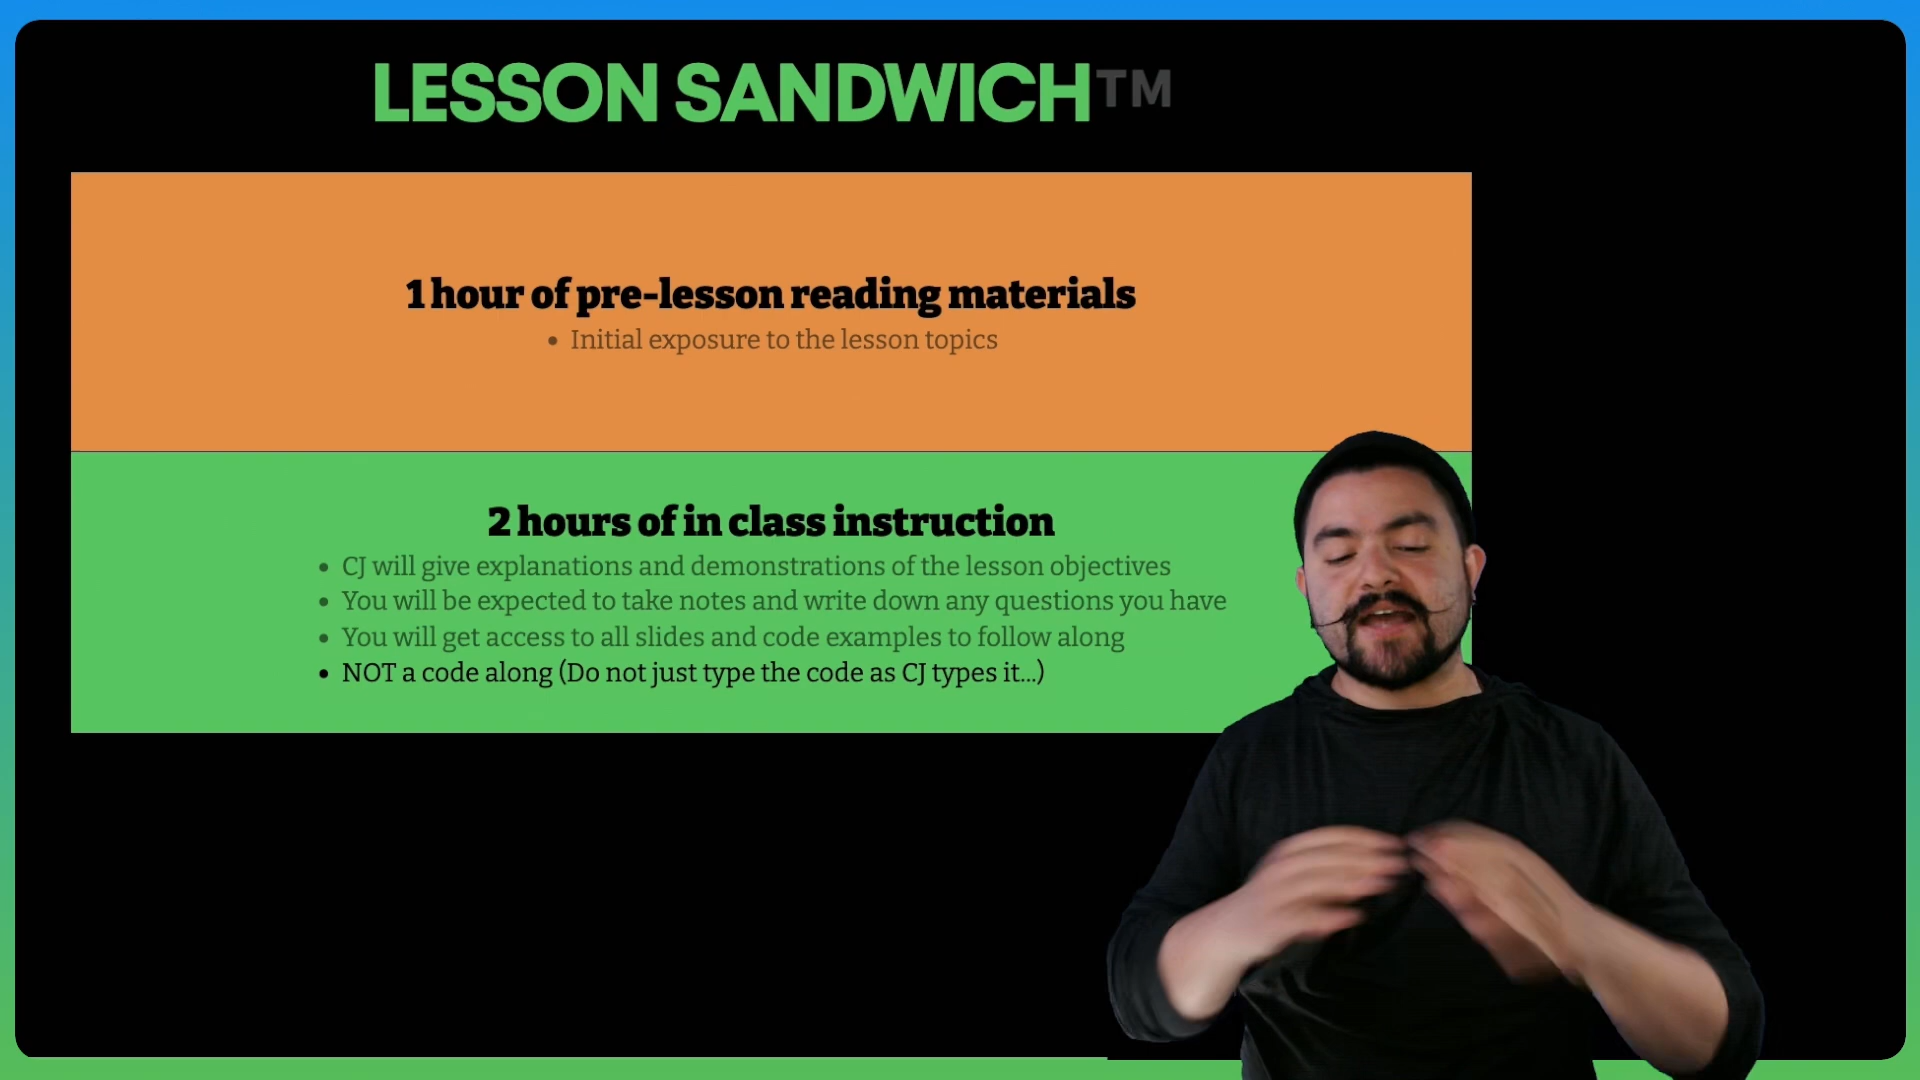 LESSON SANDWICH™
1 hour of pre-lesson reading materials
• Initial exposure to the lesson topics
2 hours of in class instruction
• CJ will give explanations and demonstrations of the lesson objectives
• You will be expected to take notes and write down any questions you have
• You will get access to all slides and code examples to follow along
• NOT a code along (Do not just type the code as CJ types it...)